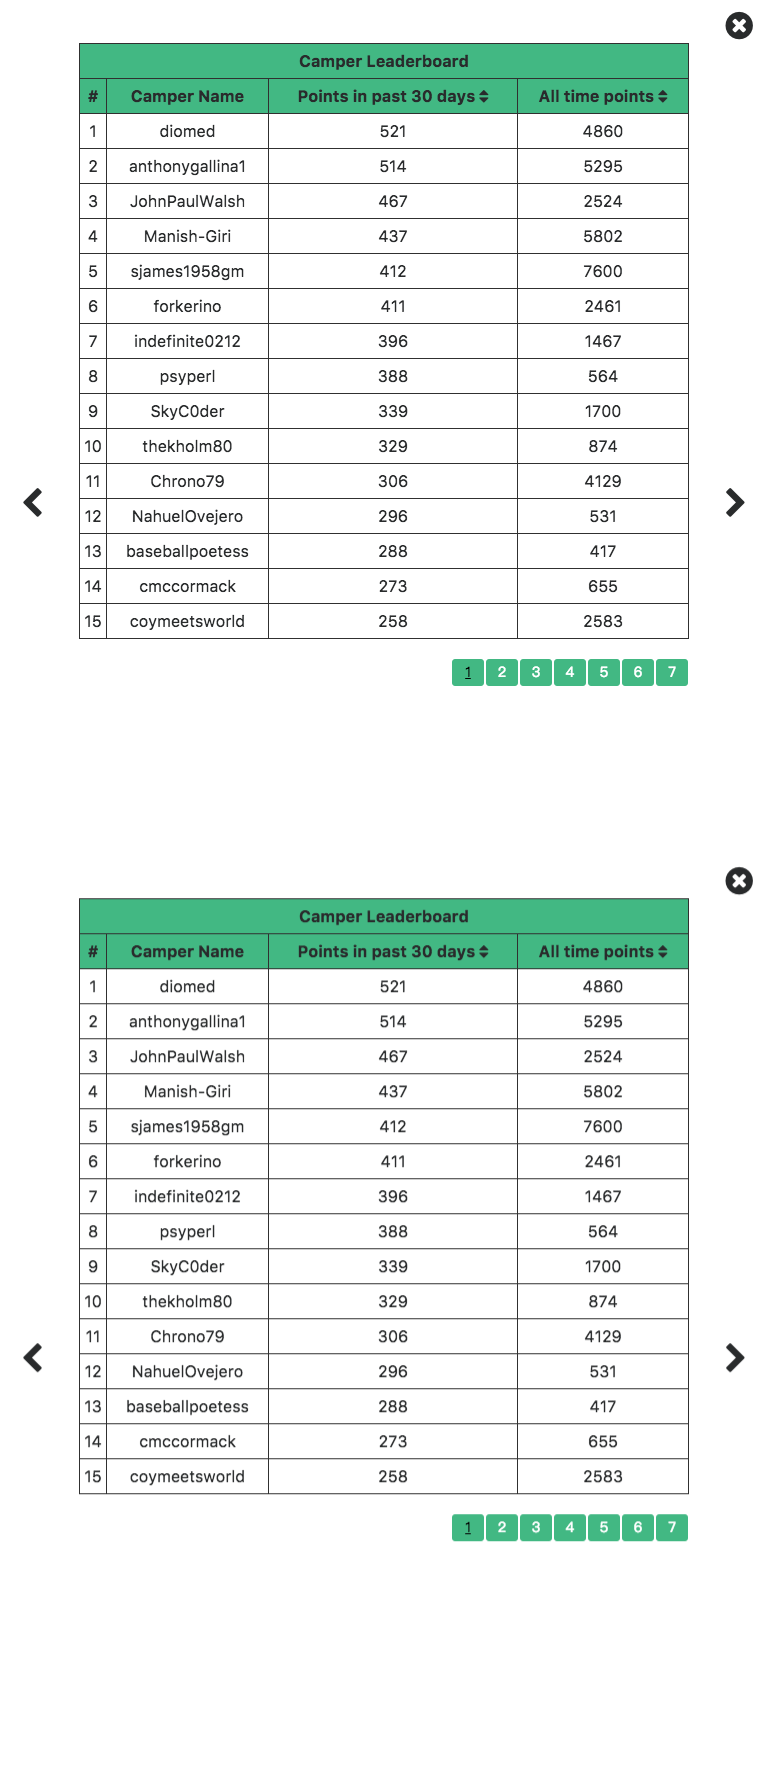 Camper Leaderboard
# Camper Name Points in past 30 days All time points
1 diomed 521 4860
2 anthonygallina1 514 5295
3 JohnPaulWalsh 467 2524
4 Manish-Giri 437 5802
5 sjames1958gm 412 7600
6 forkerino 411 2461
7 indefinite0212 396 1467
8 psyperl 388 564
9 SkyC0der 339 1700
10 thekholm80 329 874
11 Chrono79 306 4129
12 NahuelOvejero 296 531
13 baseballpoetess 288 417
14 cmccormack 273 655
15 coymeetsworld 258 2583
1 2 3 4 5 6 7
Camper Leaderboard
# Camper Name Points in past 30 days All time points
1 diomed 521 4860
2 anthonygallina1 514 5295
3 JohnPaulWalsh 467 2524
4 Manish-Giri 437 5802
5 sjames1958gm 412 7600
6 forkerino 411 2461
7 indefinite0212 396 1467
8 psyperl 388 564
9 SkyC0der 339 1700
10 thekholm80 329 874
11 Chrono79 306 4129
12 NahuelOvejero 296 531
13 baseballpoetess 288 417
14 cmccormack 273 655
15 coymeetsworld 258 2583
1 2 3 4 5 6 7